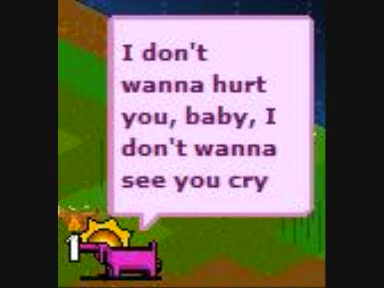 I don't
wanna hurt
you, baby, I
don't wanna
see you cry
1